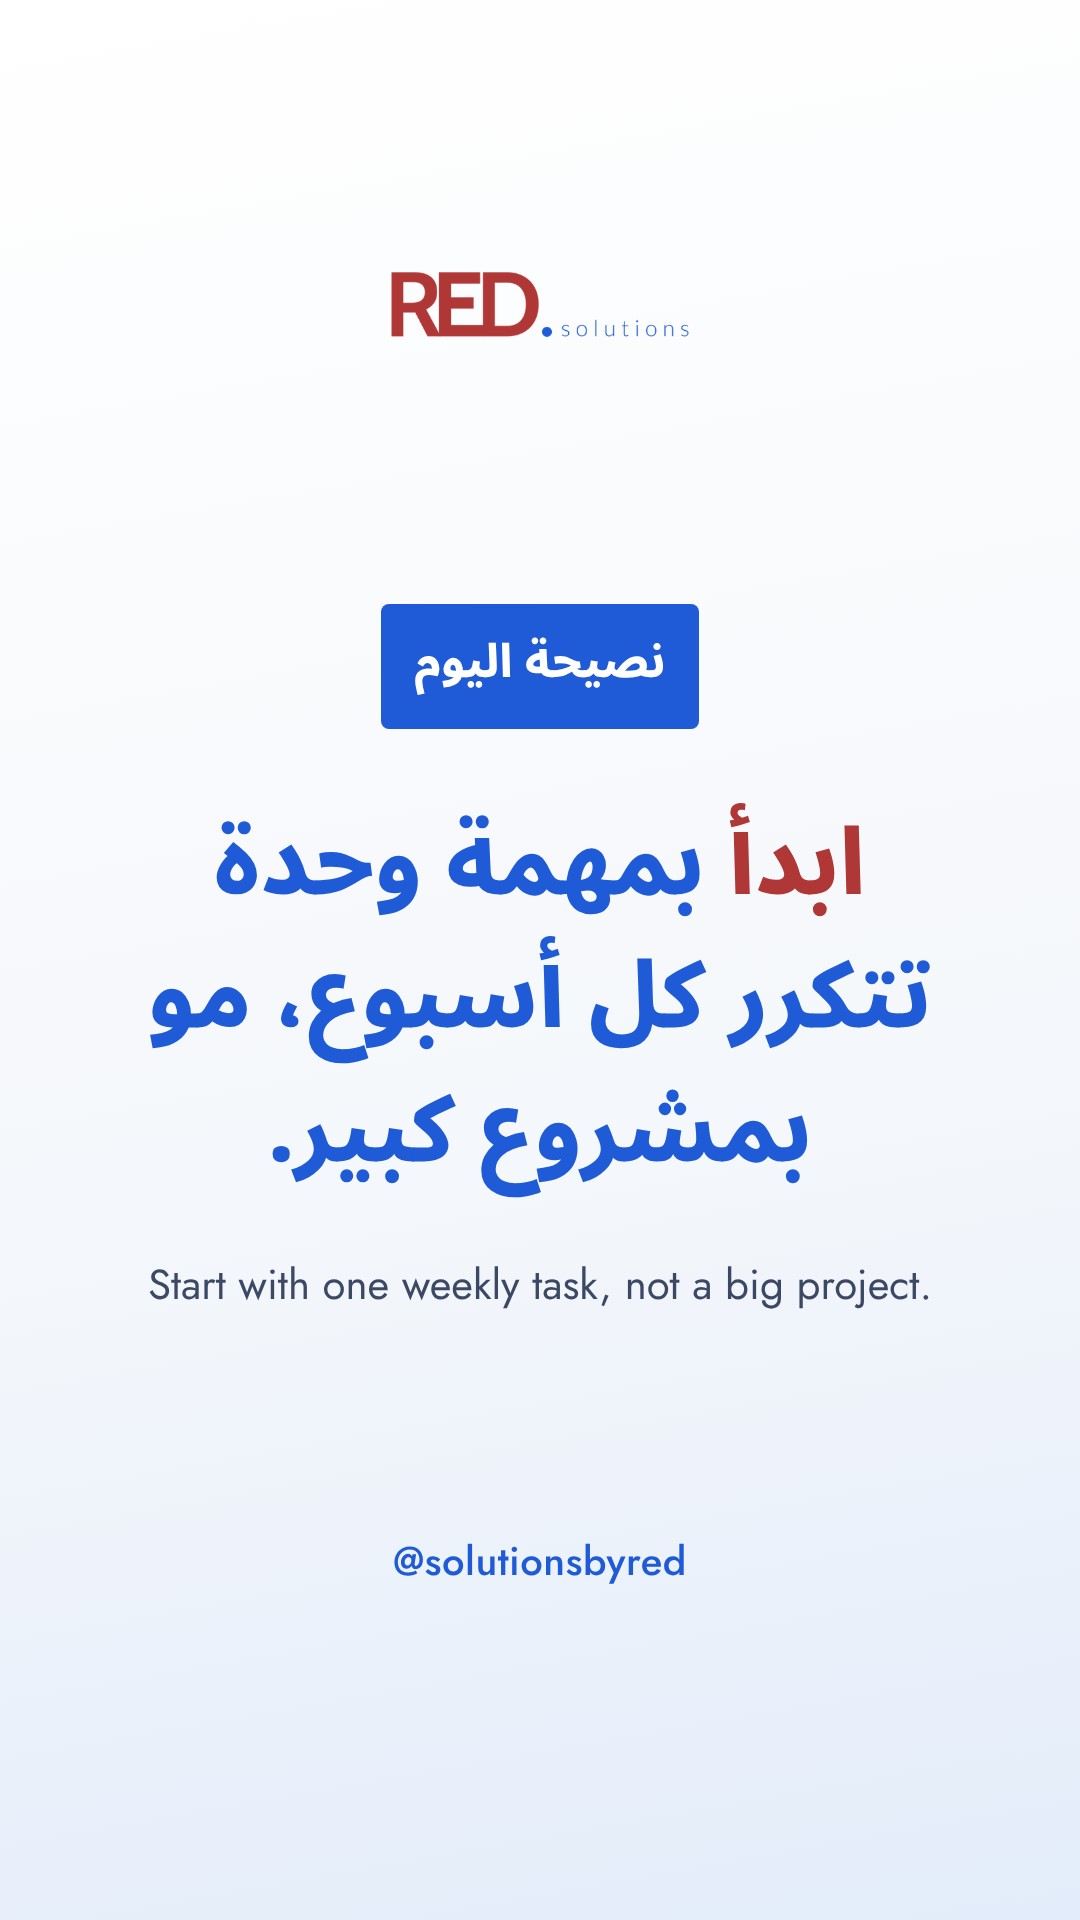 RED.solutions
نصيحة اليوم
ابدأ بمهمة وحدة
تتكرر كل أسبوع، مو
بمشروع كبير.
Start with one weekly task, not a big project.
@solutionsbyred